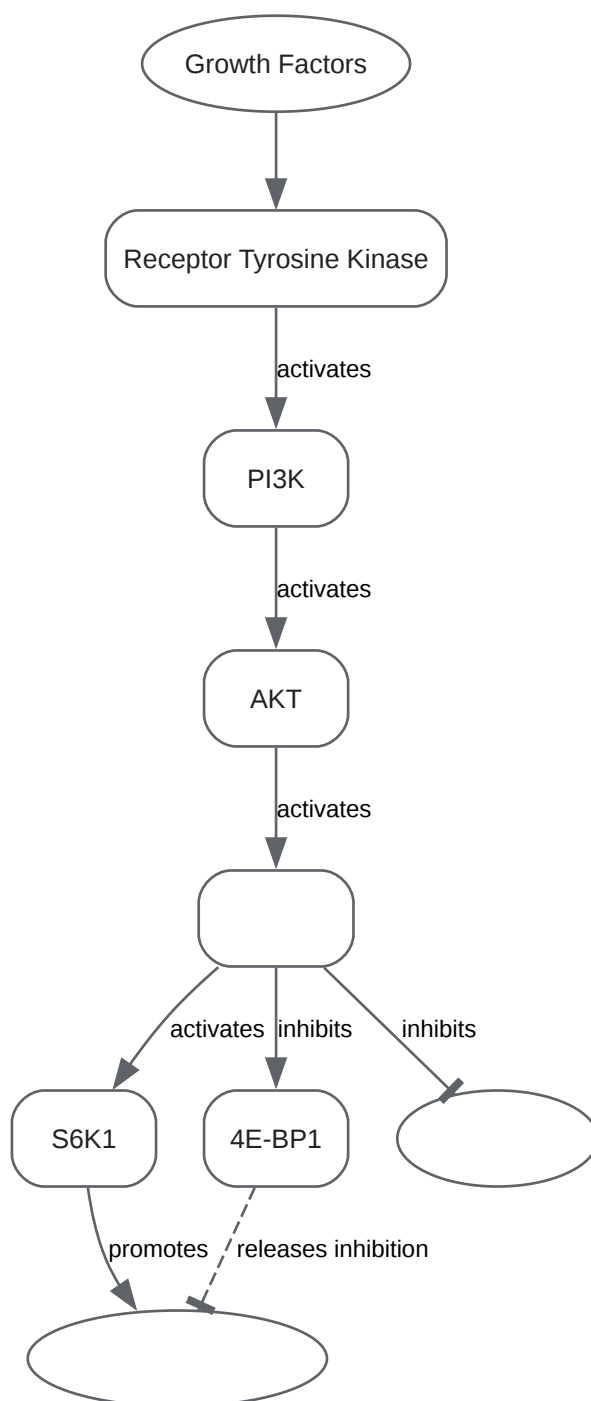 Growth Factors
Receptor Tyrosine Kinase
activates
PI3K
activates
AKT
activates
activates
inhibits
inhibits
S6K1
4E-BP1
promotes
releases inhibition